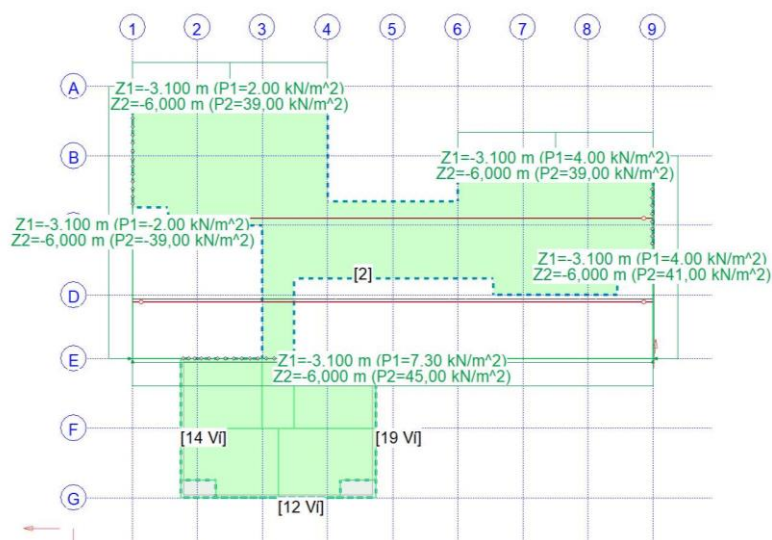 1 2 3 4 5 6 7 8 9
Z1=-3.100 m (P1=2.00 kN/m^2)
A
Z2=-6,000 m (P2=39,00 kN/m^2)
B
Z1=-3.100 m (P1=4.00 kN/m^2)
Z2=-6,000 m (P2=39,00 kN/m^2)
Z1=-3.100 m (P1=-2.00 kN/m^2)
Z2=-6,000 m (P2=-39,00 kN/m^2)
Z1=-3.100 m (P1=4.00 kN/m^2)
Z2=-6,000 m (P2=41,00 kN/m^2)
[2]
D
E
Z1=-3.100 m (P1=7.30 kN/m^2)
Z2=-6,000 m (P2=45,00 kN/m^2)
F
[14 Ví] [19 Ví]
G
[12 Ví]